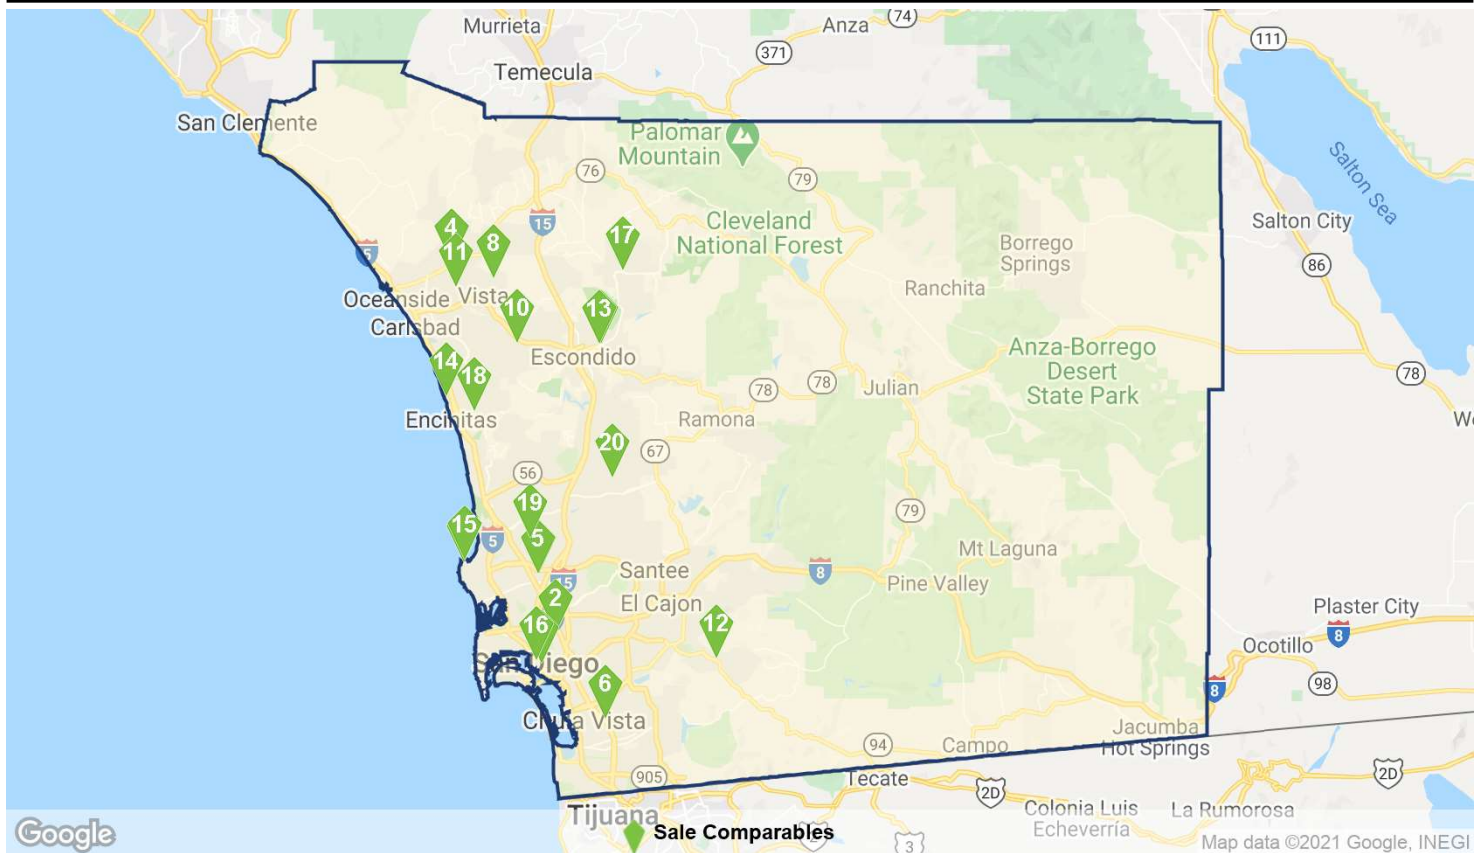 Murrieta
Anza
74
371
111
Temecula
San Clemente
Palomar
Mountain
76
79
Salton Sea
Cleveland
National Forest
Salton City
15
4
8
17
11
5
Borrego
Springs
86
Ranchita
Oceanside
Vista
Carlsbad
10
13
Escondido
Anza-Borrego
Desert
State Park
14
18
78
78
78
Julian
Encinitas
Ramona
20
67
56
19
15
5
5
79
Mt Laguna
15
Santee
8
Pine Valley
2
El Cajon
12
16
Plaster City
8
Ocotillo
San Diego
6
98
8
Chula Vista
Jacumba
Hot Springs
94
Campo
905
Tecate
2D
2D
Tijuana
Colonia Luis
Echeverría
La Rumorosa
Google
Sale Comparables
3
Map data ©2021 Google, INEGI